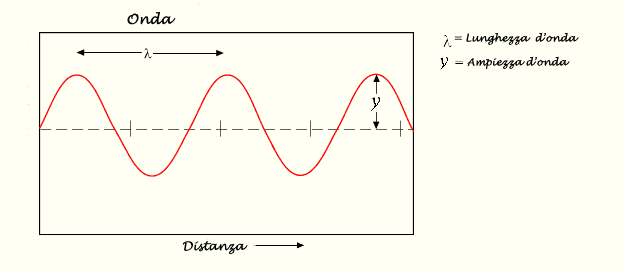 Onda
λ
λ = Lunghezza d'onda
y = Ampiezza d'onda
y
Distanza